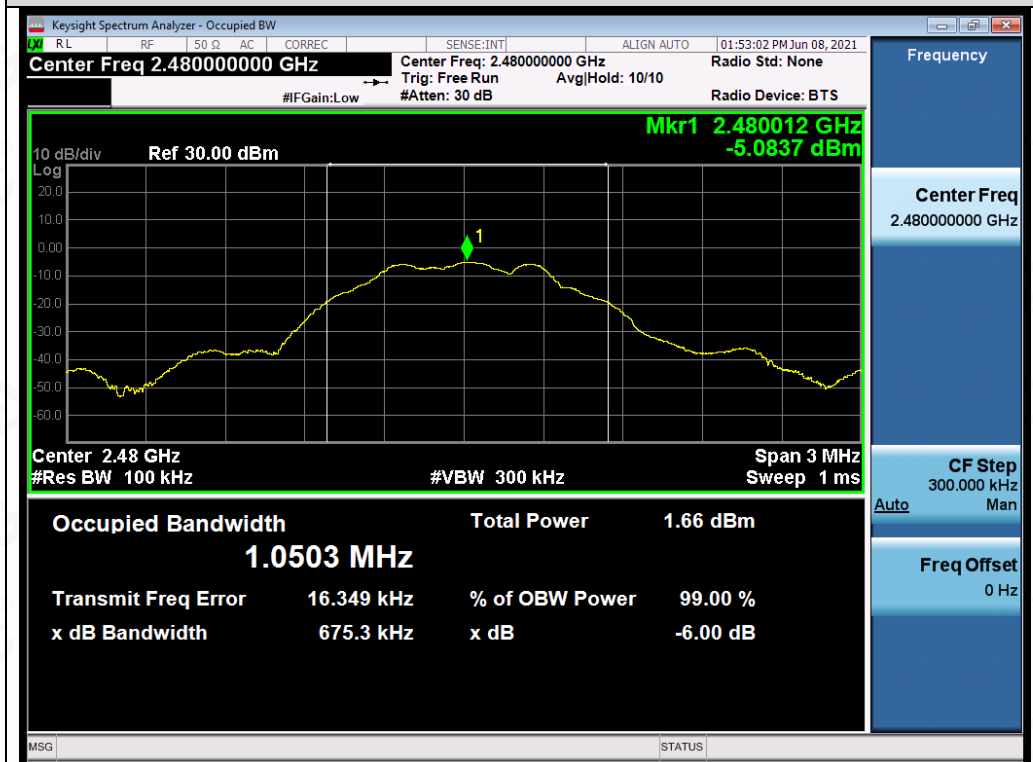 Keysight Spectrum Analyzer - Occupied BW
LXI RL RF 50 Ω AC CORREC SENSE:INT ALIGN AUTO 01:53:02 PM Jun 08, 2021
Center Freq 2.480000000 GHz
Center Freq: 2.480000000 GHz
Radio Std: None
Trig: Free Run Avg|Hold: 10/10
#IFGain:Low
#Atten: 30 dB
Radio Device: BTS
Mkr1 2.480012 GHz
-5.0837 dBm
10 dB/div Ref 30.00 dBm
Log
20.0
10.0
0.00
-10.0
-20.0
-30.0
-40.0
-50.0
-60.0
1
Center 2.48 GHz Span 3 MHz
#Res BW 100 kHz #VBW 300 kHz Sweep 1 ms
Occupied Bandwidth Total Power 1.66 dBm
1.0503 MHz
Transmit Freq Error 16.349 kHz % of OBW Power 99.00 %
x dB Bandwidth 675.3 kHz x dB -6.00 dB
Frequency
Center Freq
2.480000000 GHz
CF Step
300.000 kHz
Auto Man
Freq Offset
0 Hz
MSG STATUS